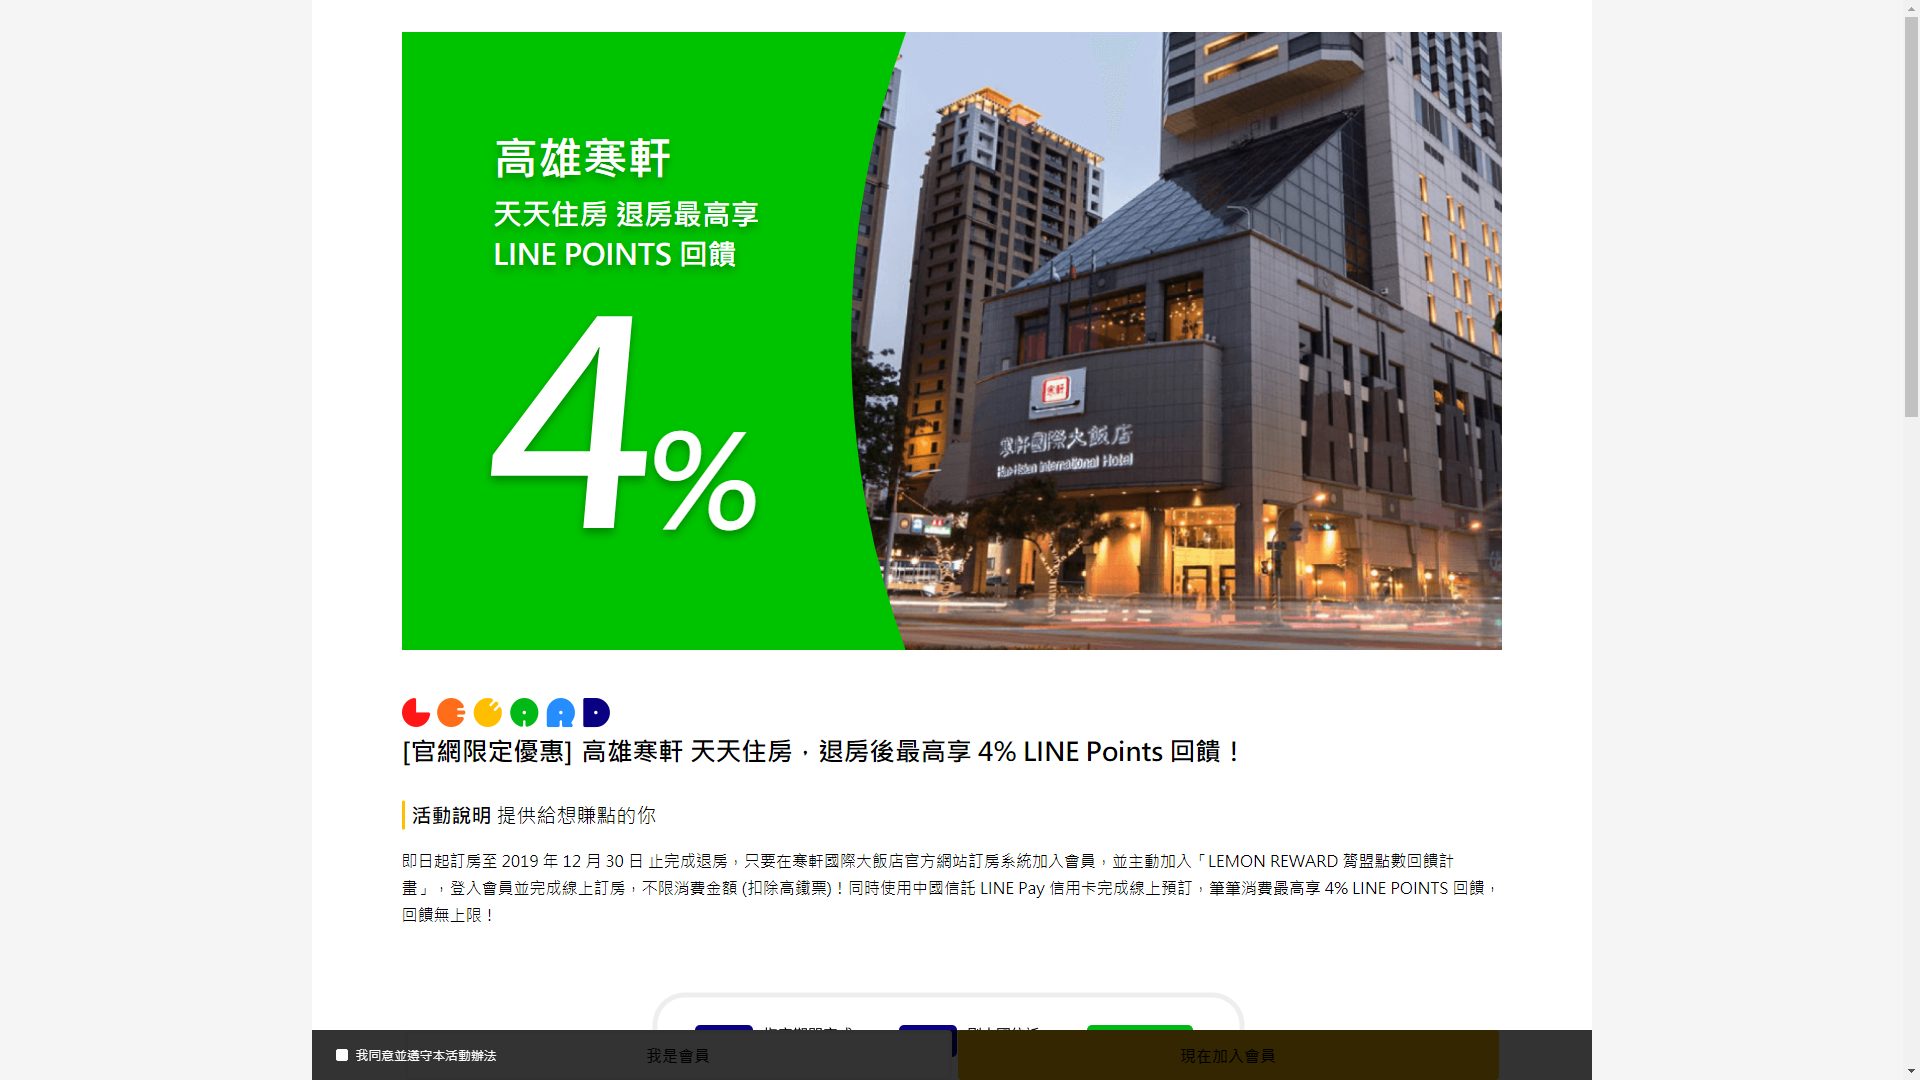 高雄寒軒
天天住房 退房最高享
LINE POINTS 回饋
4%
寒軒
寒軒國際大飯店
Han-Hsien International Hotel
[官網限定優惠] 高雄寒軒 天天住房，退房後最高享 4% LINE Points 回饋！
活動說明 提供給想賺點的你
即日起訂房至 2019 年 12 月 30 日 止完成退房，只要在寒軒國際大飯店官方網站訂房系統加入會員，並主動加入「LEMON REWARD 篱盟點數回饋計
畫」，登入會員並完成線上訂房，不限消費金額 (扣除高鐵票)！同時使用中國信託 LINE Pay 信用卡完成線上預訂，筆筆消費最高享 4% LINE POINTS 回饋，
回饋無上限！
我同意並遵守本活動辦法
我是會員
現在加入會員